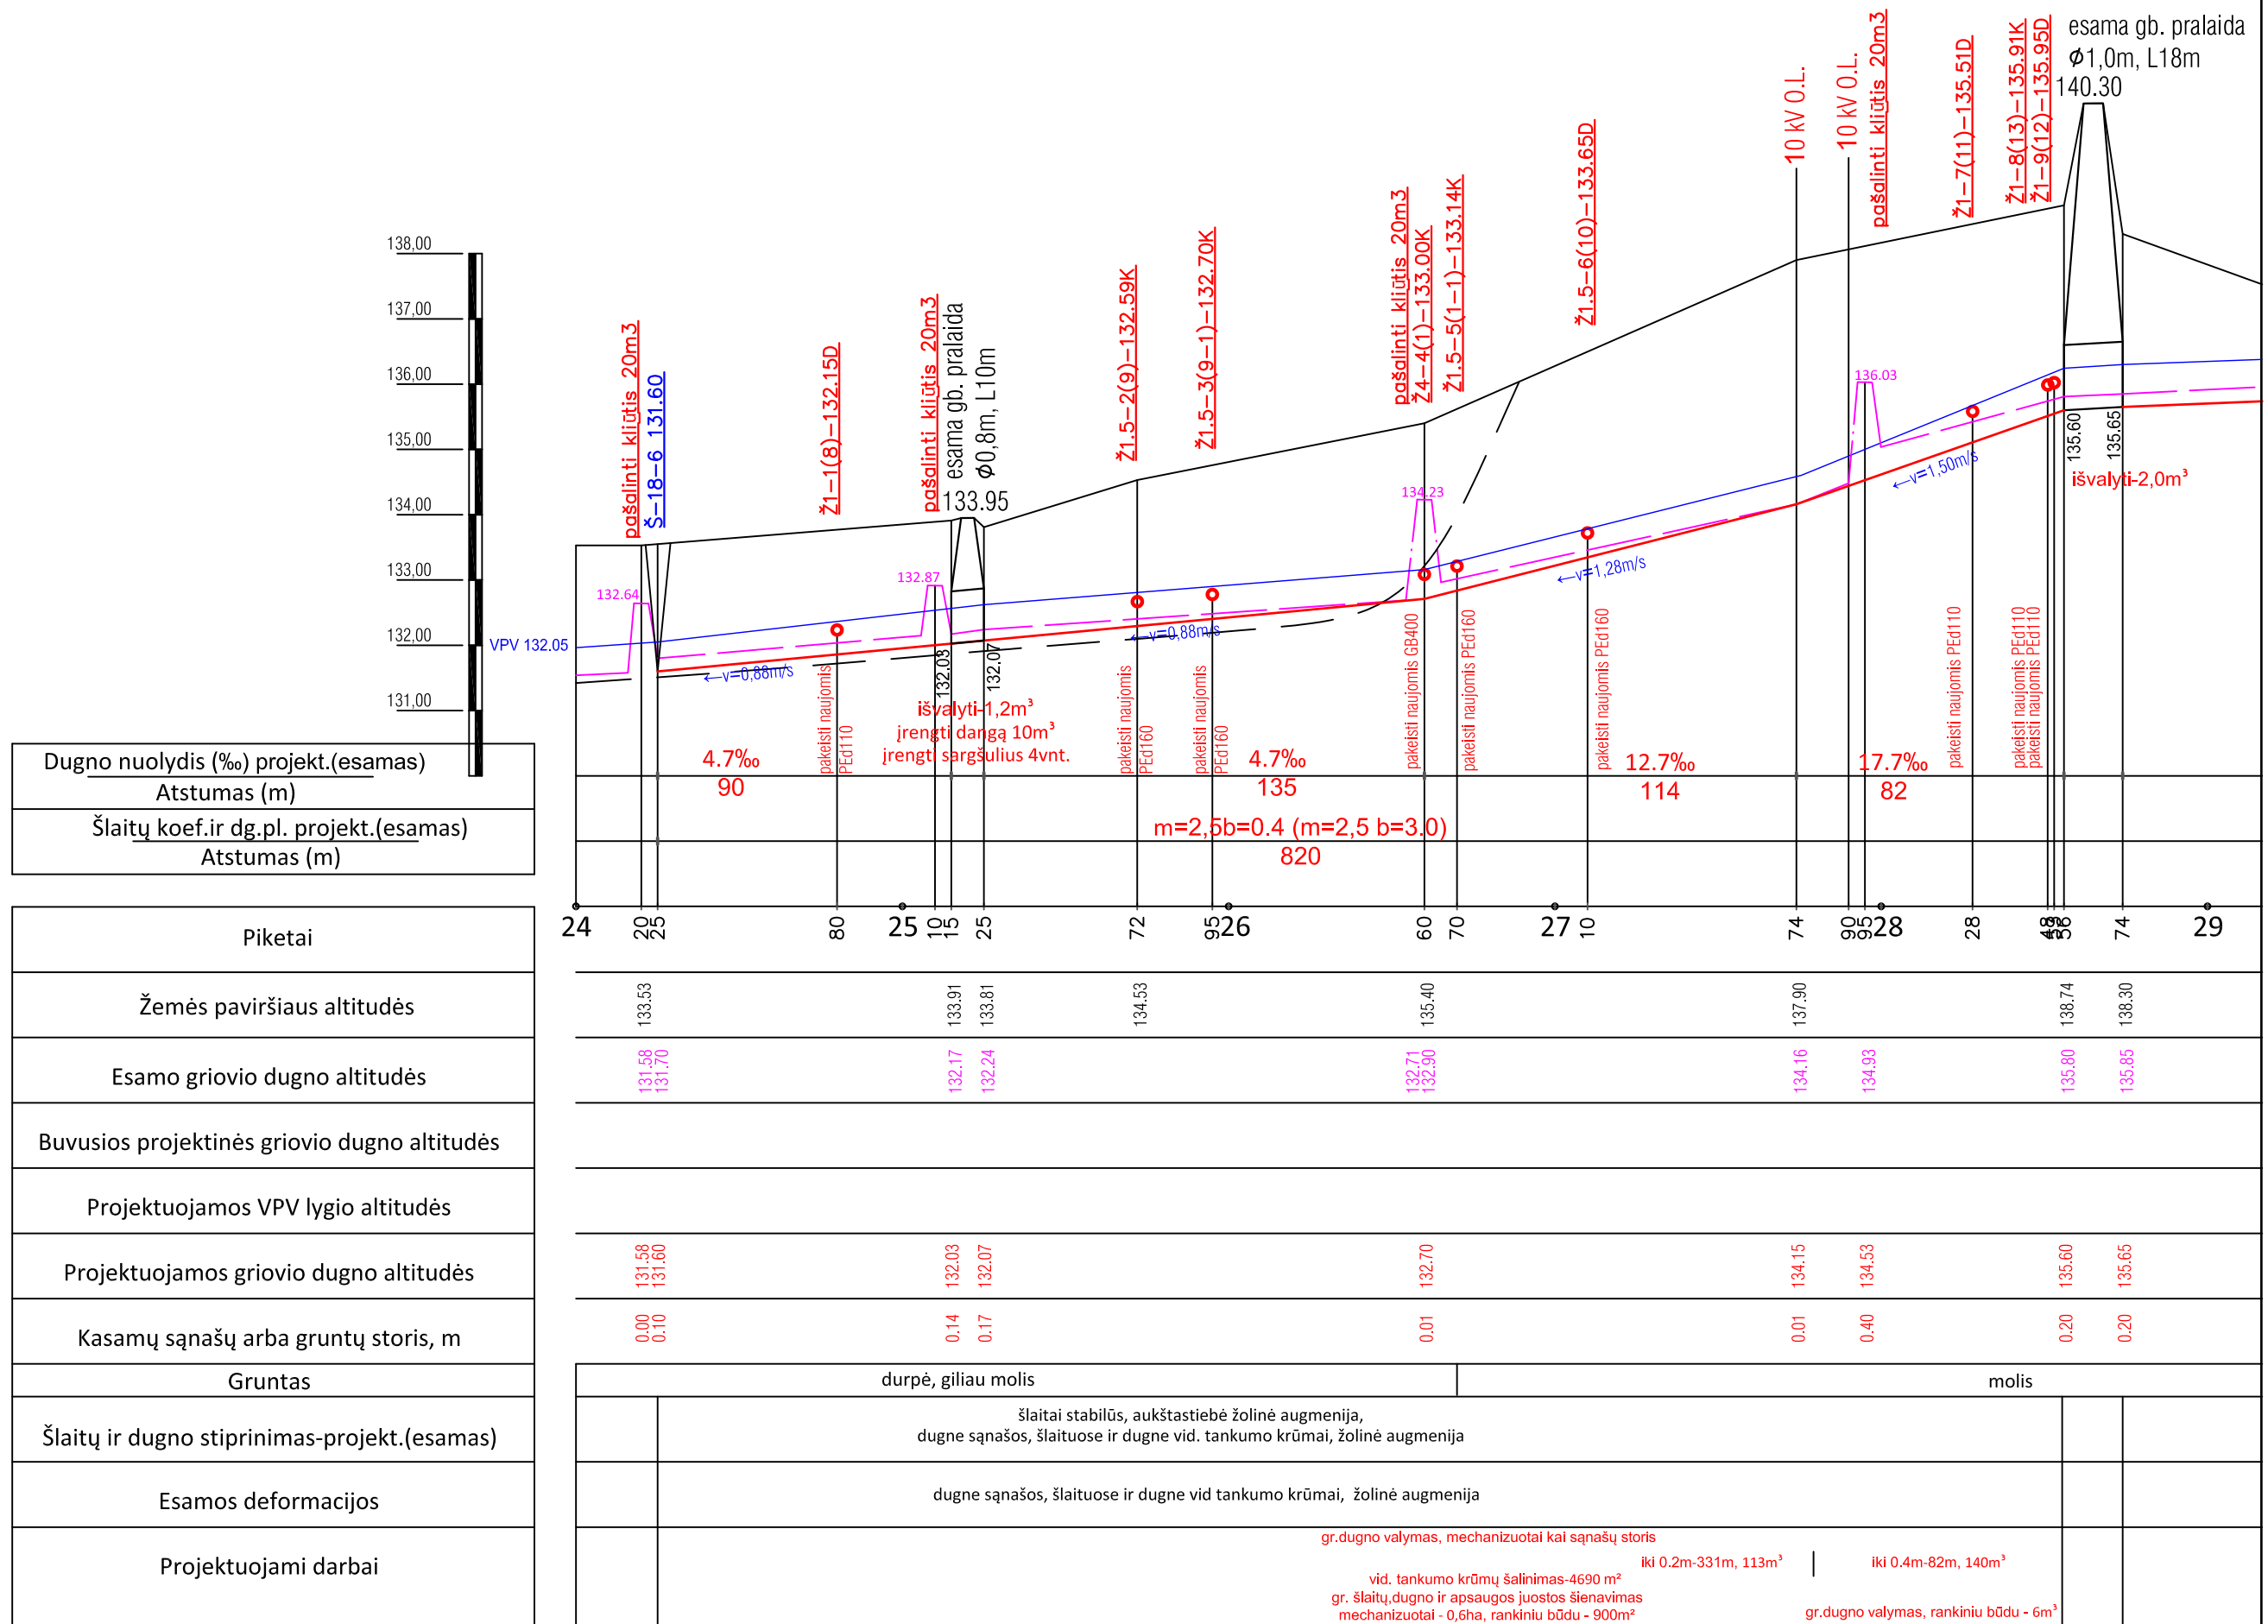 esama gb. pralaida
Φ1,0m, L18m
140.30
pašalinti kliūtis 20m3
Š-18-6 131.60
Ž1-1(8)-132.15D
pašalinti kliūtis 20m3
esama gb. pralaida
Φ0,8m, L10m
133.95
Ž1.5-2(9)-132.59K
Ž1.5-3(9-1)-132.70K
pašalinti kliūtis 20m3
Ž4-4(1)-133.00K
Ž1.5-5(1-1)-133.14K
Ž1.5-6(10)-133.65D
10 kV O.L.
10 kV O.L.
pašalinti kliūtis 20m3
Ž1-7(11)-135.51D
Ž1-8(13)-135.91K
Ž1-9(12)-135.95D
138,00
137,00
136,00
135,00
134,00
133,00
132,00
131,00
VPV 132.05
132.64
132.87
134.23
136.03
←v=0,88m/s
←v=0,88m/s
←v=1,28m/s
←v=1,50m/s
132.03
132.07
135.60
135.65
išvalyti-2,0m³
išvalyti-1,2m³
įrengti dangą 10m³
įrengti sargšulius 4vnt.
pakeisti naujomis
PEd110
pakeisti naujomis
PEd160
pakeisti naujomis
PEd160
pakeisti naujomis GB400
pakeisti naujomis PEd160
pakeisti naujomis PEd160
pakeisti naujomis PEd110
pakeisti naujomis PEd110
pakeisti naujomis PEd110
Dugno nuolydis (‰) projekt.(esamas)
Atstumas (m)
4.7‰ 4.7‰ 12.7‰ 17.7‰
90 135 114 82
Šlaitų koef.ir dg.pl. projekt.(esamas)
Atstumas (m)
m=2,5b=0.4 (m=2,5 b=3.0)
820
Piketai
24 20 25 80 25 10 15 25 72 95 26 60 70 27 10 74 90 95 28 28 48 56 74 29
Žemės paviršiaus altitudės
133.53 133.91 133.81 134.53 135.40 137.90 138.74 138.30
Esamo griovio dugno altitudės
131.58 131.70 132.17 132.24 132.71 132.90 134.16 134.93 135.80 135.85
Buvusios projektinės griovio dugno altitudės
Projektuojamos VPV lygio altitudės
Projektuojamos griovio dugno altitudės
131.58 131.60 132.03 132.07 132.70 134.15 134.53 135.60 135.65
Kasamų sąnašų arba gruntų storis, m
0.00 0.10 0.14 0.17 0.01 0.01 0.40 0.20 0.20
Gruntas
durpė, giliau molis
molis
Šlaitų ir dugno stiprinimas-projekt.(esamas)
šlaitai stabilūs, aukštastiebė žolinė augmenija,
dugne sąnašos, šlaituose ir dugne vid. tankumo krūmai, žolinė augmenija
Esamos deformacijos
dugne sąnašos, šlaituose ir dugne vid tankumo krūmai, žolinė augmenija
Projektuojami darbai
gr.dugno valymas, mechanizuotai kai sąnašų storis
iki 0.2m-331m, 113m³
iki 0.4m-82m, 140m³
vid. tankumo krūmų šalinimas-4690 m²
gr. šlaitų,dugno ir apsaugos juostos šienavimas
mechanizuotai - 0,6ha, rankiniu būdu - 900m²
gr.dugno valymas, rankiniu būdu - 6m³